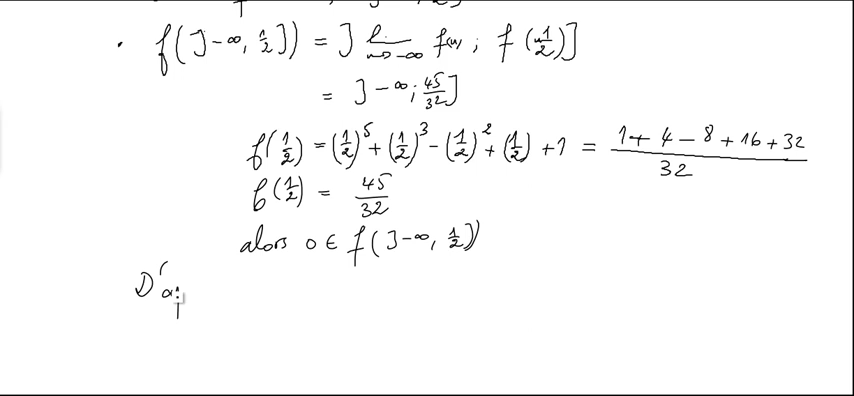 • f(]-∞, 1/2]) = ] lim x→-∞ f(x) ; f(1/2)]
= ]-∞ ; 45/32]
f(1/2) = (1/2)^5 + (1/2)^3 - (1/2)^2 + (1/2) + 1 = (1 + 4 - 8 + 16 + 32)/32
f(1/2) = 45/32
alors 0 ∈ f(]-∞, 1/2])
D'ap